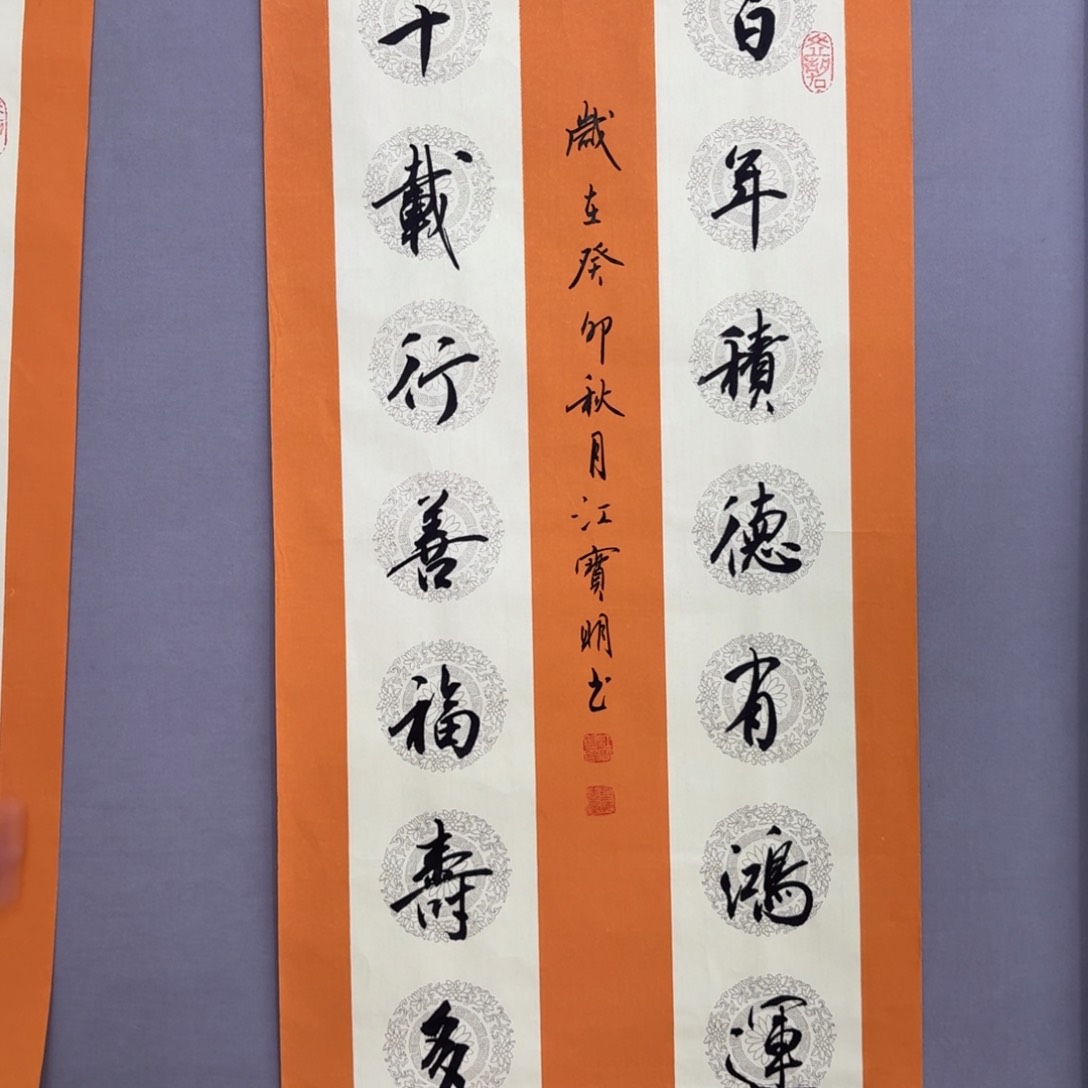 百年積德有鴻運
歲在癸卯秋月江寶明书
十載行善福壽多